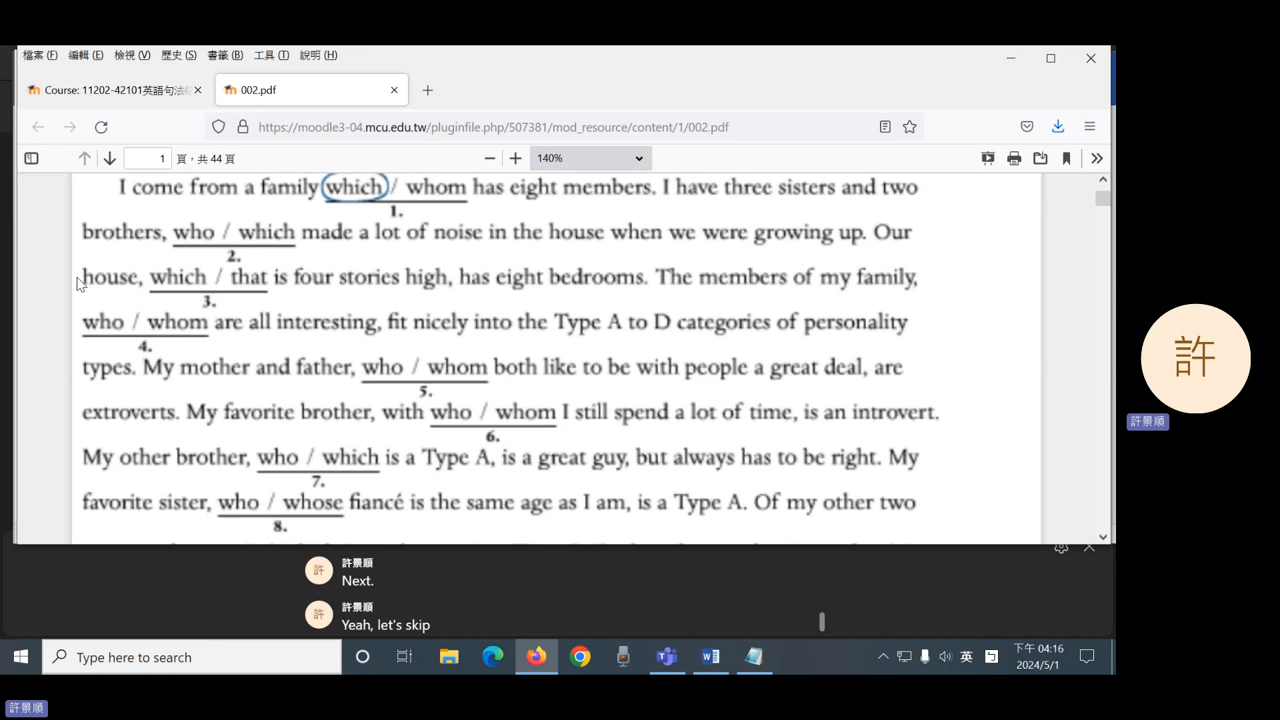 檔案 (F) 編輯 (E) 檢視 (V) 歷史 (S) 書籤 (B) 工具 (T) 說明 (H)
Course: 11202-42101英語句法
002.pdf
https://moodle3-04.mcu.edu.tw/pluginfile.php/507381/mod_resource/content/1/002.pdf
1 頁，共 44 頁
140%
I come from a family which / whom has eight members. I have three sisters and two
1.
brothers, who / which made a lot of noise in the house when we were growing up. Our
2.
house, which / that is four stories high, has eight bedrooms. The members of my family,
3.
who / whom are all interesting, fit nicely into the Type A to D categories of personality
4.
types. My mother and father, who / whom both like to be with people a great deal, are
5.
extroverts. My favorite brother, with who / whom I still spend a lot of time, is an introvert.
6.
My other brother, who / which is a Type A, is a great guy, but always has to be right. My
7.
favorite sister, who / whose fiancé is the same age as I am, is a Type A. Of my other two
8.
許
許景順
許 許景順
Next.
許 許景順
Yeah, let's skip
Type here to search
英
下午 04:16
2024/5/1
許景順